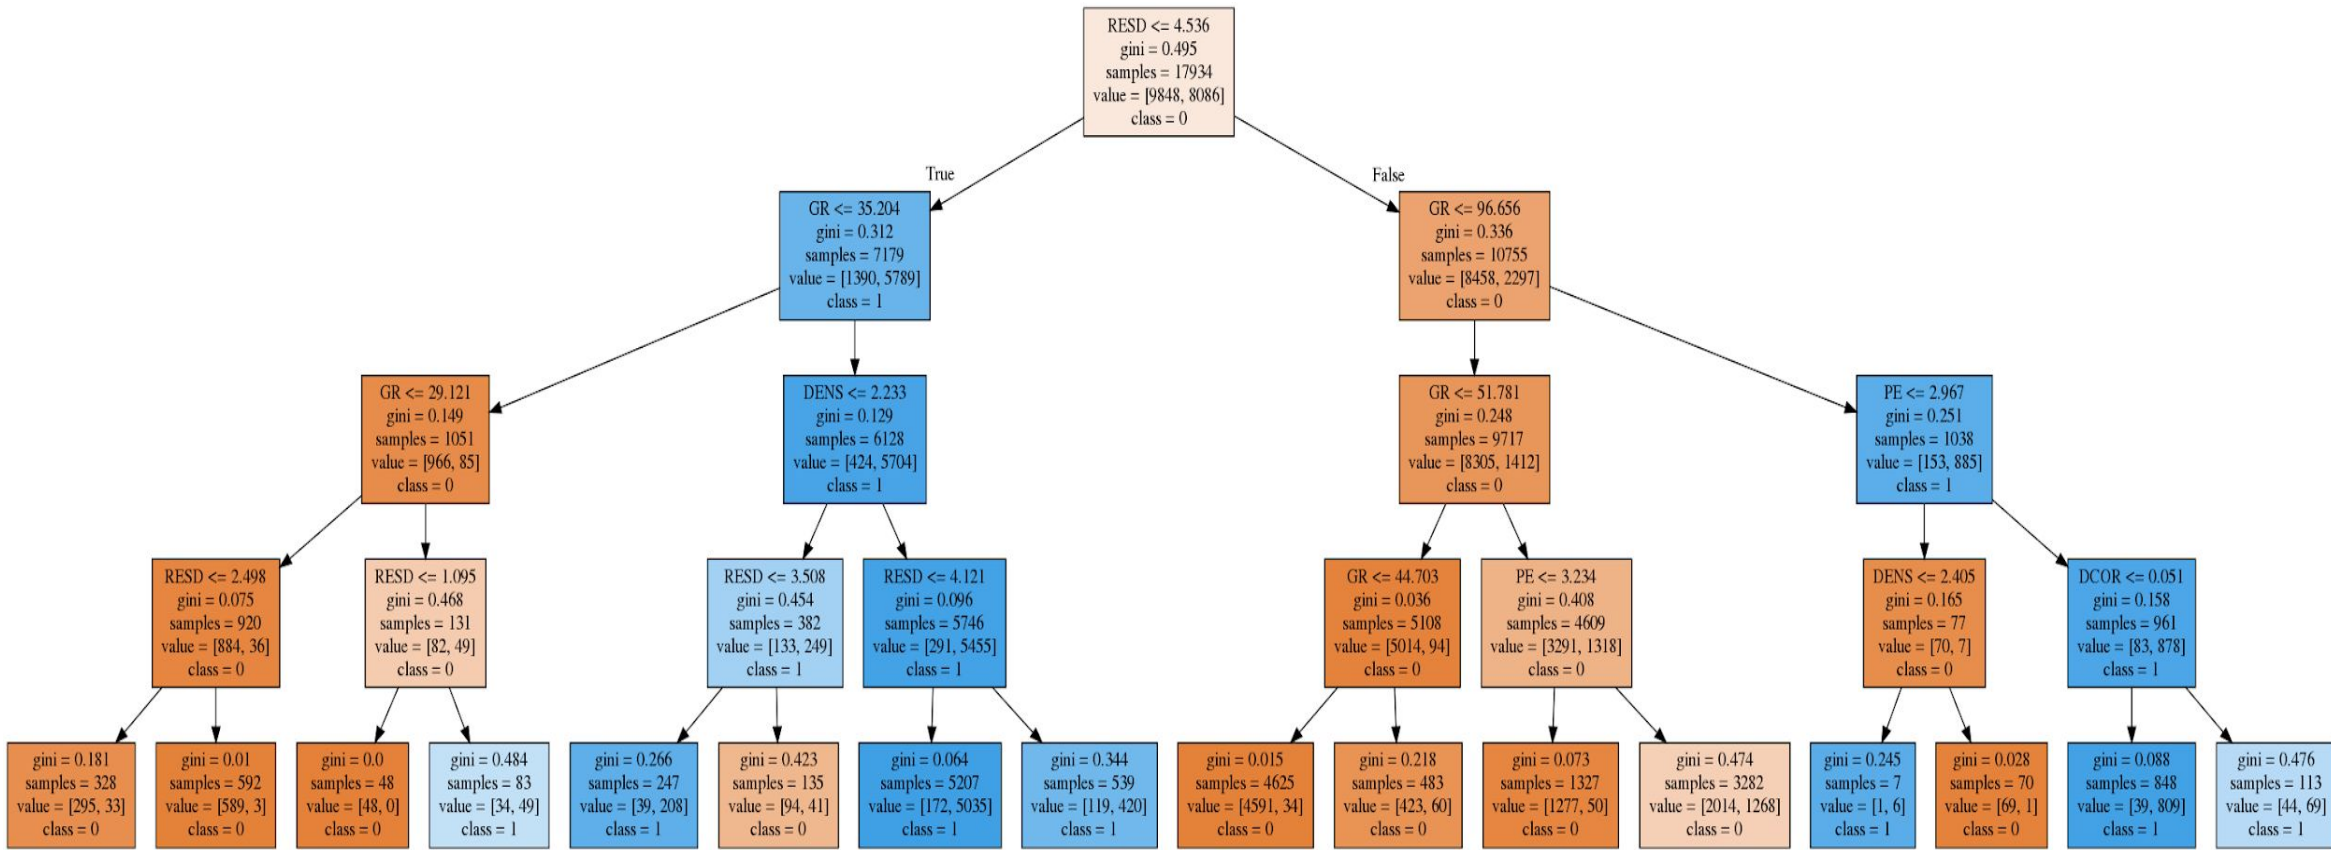 RESD <= 4.536
gini = 0.495
samples = 17934
value = [9848, 8086]
class = 0
True
False
GR <= 35.204
gini = 0.312
samples = 7179
value = [1390, 5789]
class = 1
GR <= 96.656
gini = 0.336
samples = 10755
value = [8458, 2297]
class = 0
GR <= 29.121
gini = 0.149
samples = 1051
value = [966, 85]
class = 0
DENS <= 2.233
gini = 0.129
samples = 6128
value = [424, 5704]
class = 1
GR <= 51.781
gini = 0.248
samples = 9717
value = [8305, 1412]
class = 0
PE <= 2.967
gini = 0.251
samples = 1038
value = [153, 885]
class = 1
RESD <= 2.498
gini = 0.075
samples = 920
value = [884, 36]
class = 0
RESD <= 1.095
gini = 0.468
samples = 131
value = [82, 49]
class = 0
RESD <= 3.508
gini = 0.454
samples = 382
value = [133, 249]
class = 1
RESD <= 4.121
gini = 0.096
samples = 5746
value = [291, 5455]
class = 1
GR <= 44.703
gini = 0.036
samples = 5108
value = [5014, 94]
class = 0
PE <= 3.234
gini = 0.408
samples = 4609
value = [3291, 1318]
class = 0
DENS <= 2.405
gini = 0.165
samples = 77
value = [70, 7]
class = 0
DCOR <= 0.051
gini = 0.158
samples = 961
value = [83, 878]
class = 1
gini = 0.181
samples = 328
value = [295, 33]
class = 0
gini = 0.01
samples = 592
value = [589, 3]
class = 0
gini = 0.0
samples = 48
value = [48, 0]
class = 0
gini = 0.484
samples = 83
value = [34, 49]
class = 1
gini = 0.266
samples = 247
value = [39, 208]
class = 1
gini = 0.423
samples = 135
value = [94, 41]
class = 0
gini = 0.064
samples = 5207
value = [172, 5035]
class = 1
gini = 0.344
samples = 539
value = [119, 420]
class = 1
gini = 0.015
samples = 4625
value = [4591, 34]
class = 0
gini = 0.218
samples = 483
value = [423, 60]
class = 0
gini = 0.073
samples = 1327
value = [1277, 50]
class = 0
gini = 0.474
samples = 3282
value = [2014, 1268]
class = 0
gini = 0.245
samples = 7
value = [1, 6]
class = 1
gini = 0.028
samples = 70
value = [69, 1]
class = 0
gini = 0.088
samples = 848
value = [39, 809]
class = 1
gini = 0.476
samples = 113
value = [44, 69]
class = 1